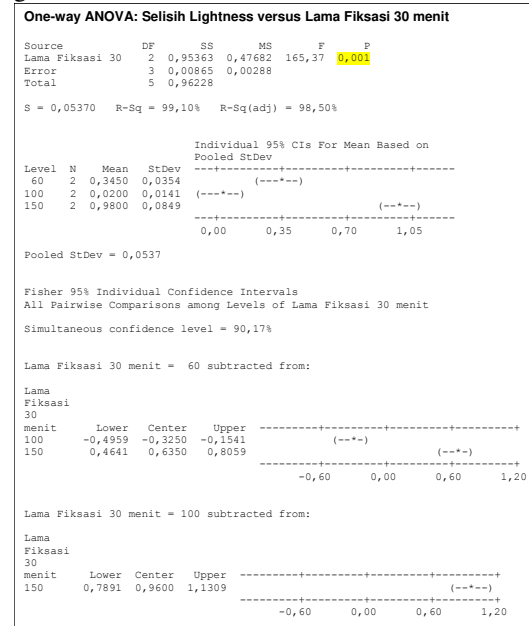 One-way ANOVA: Selisih Lightness versus Lama Fiksasi 30 menit
Source DF SS MS F P
Lama Fiksasi 30 2 0,95363 0,47682 165,37 0,001
Error 3 0,00865 0,00288
Total 5 0,96228
S = 0,05370 R-Sq = 99,10% R-Sq(adj) = 98,50%
Individual 95% CIs For Mean Based on
Pooled StDev
Level N Mean StDev ---+---------+---------+---------+------
60 2 0,3450 0,0354 (---*--)
100 2 0,0200 0,0141 (---*--)
150 2 0,9800 0,0849 (--*--)
---+---------+---------+---------+------
0,00 0,35 0,70 1,05
Pooled StDev = 0,0537
Fisher 95% Individual Confidence Intervals
All Pairwise Comparisons among Levels of Lama Fiksasi 30 menit
Simultaneous confidence level = 90,17%
Lama Fiksasi 30 menit = 60 subtracted from:
Lama
Fiksasi
30
menit Lower Center Upper ---------+---------+---------+---------+
100 -0,4959 -0,3250 -0,1541 (--*-)
150 0,4641 0,6350 0,8059 (--*-)
---------+---------+---------+---------+
-0,60 0,00 0,60 1,20
Lama Fiksasi 30 menit = 100 subtracted from:
Lama
Fiksasi
30
menit Lower Center Upper ---------+---------+---------+---------+
150 0,7891 0,9600 1,1309 (--*--)
---------+---------+---------+---------+
-0,60 0,00 0,60 1,20